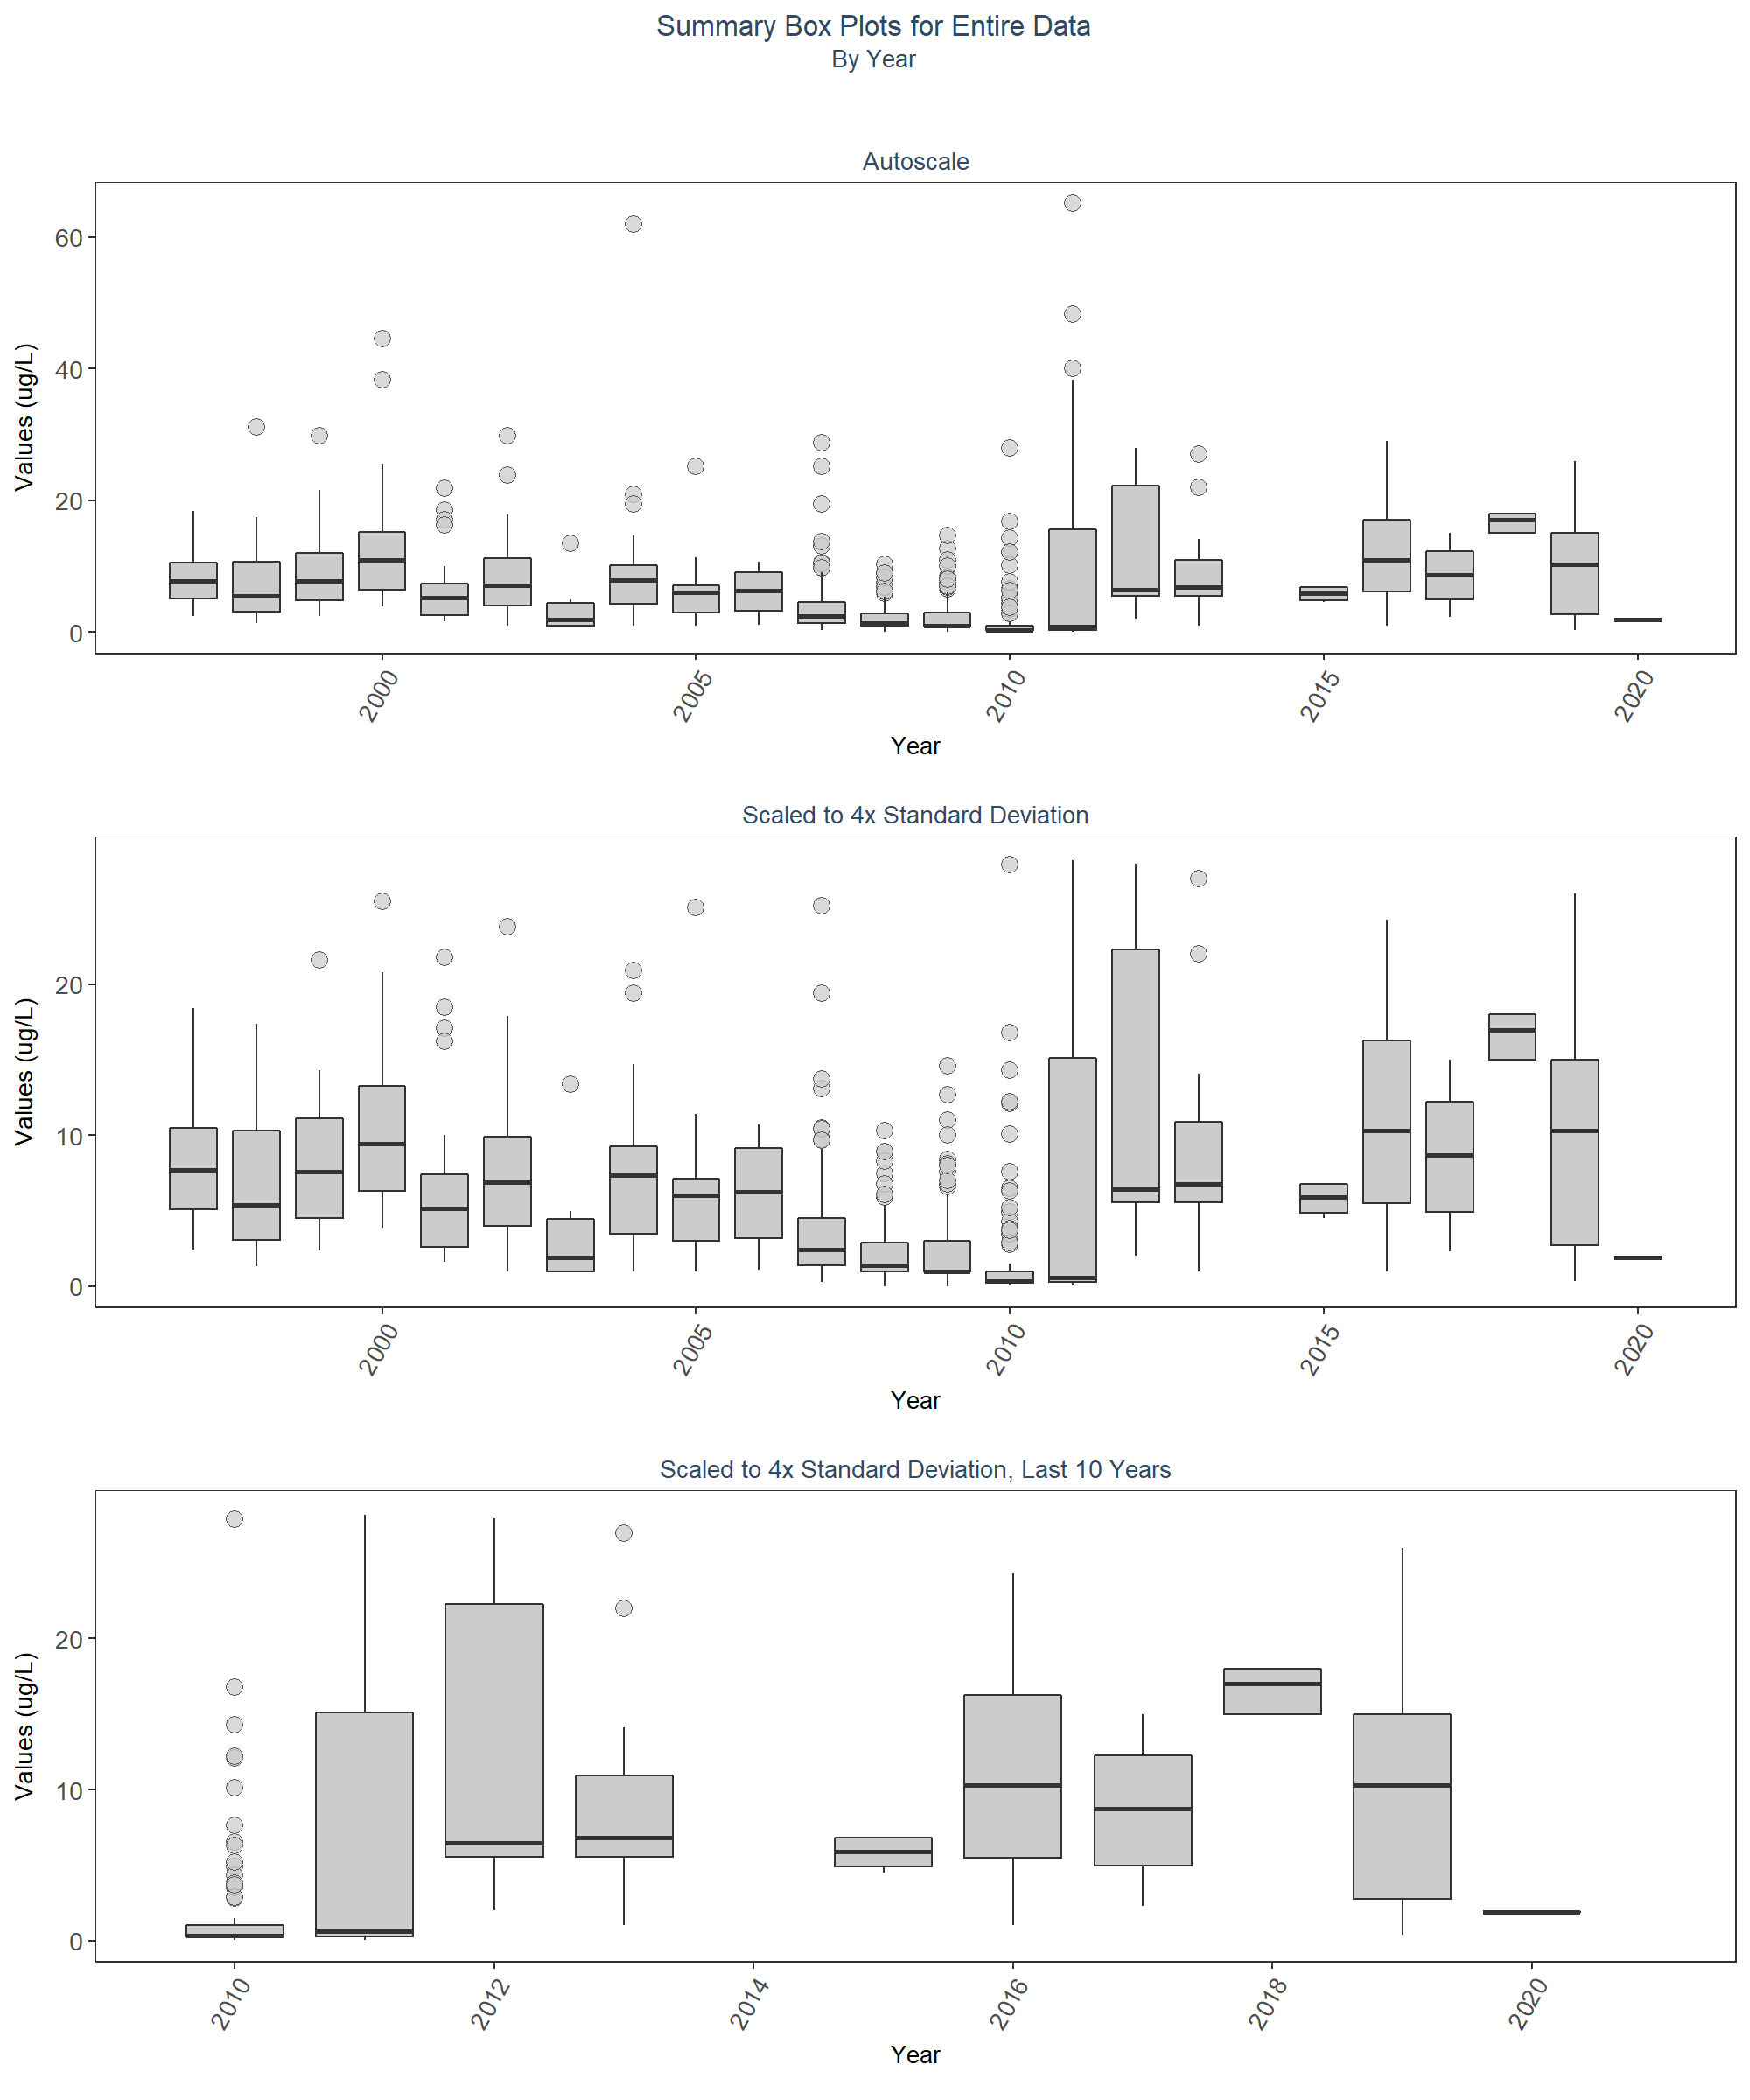 Summary Box Plots for Entire Data
By Year
Autoscale
Values (ug/L)
60
40
20
0
2000
2005
2010
2015
2020
Year
Scaled to 4x Standard Deviation
Values (ug/L)
20
10
0
2000
2005
2010
2015
2020
Year
Scaled to 4x Standard Deviation, Last 10 Years
Values (ug/L)
20
10
0
2010
2012
2014
2016
2018
2020
Year